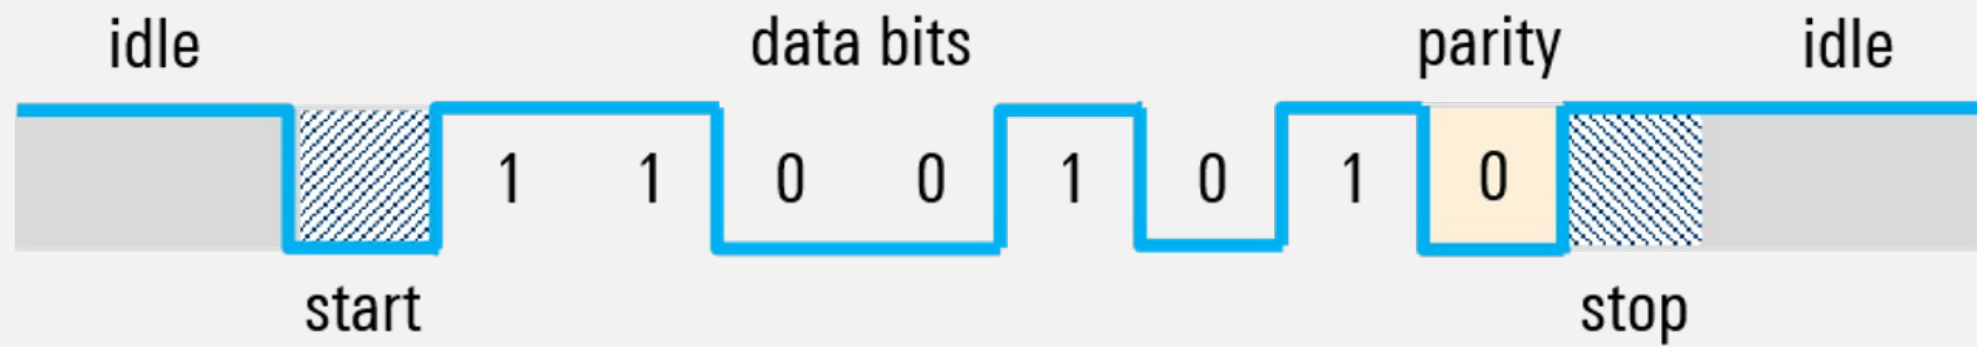 idle data bits parity idle
1 1 0 0 1 0 1 0
start stop